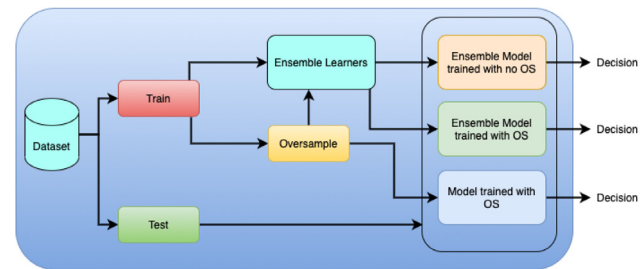 Dataset
Train
Test
Ensemble Learners
Oversample
Ensemble Model
trained with no OS
Ensemble Model
trained with OS
Model trained with
OS
Decision
Decision
Decision